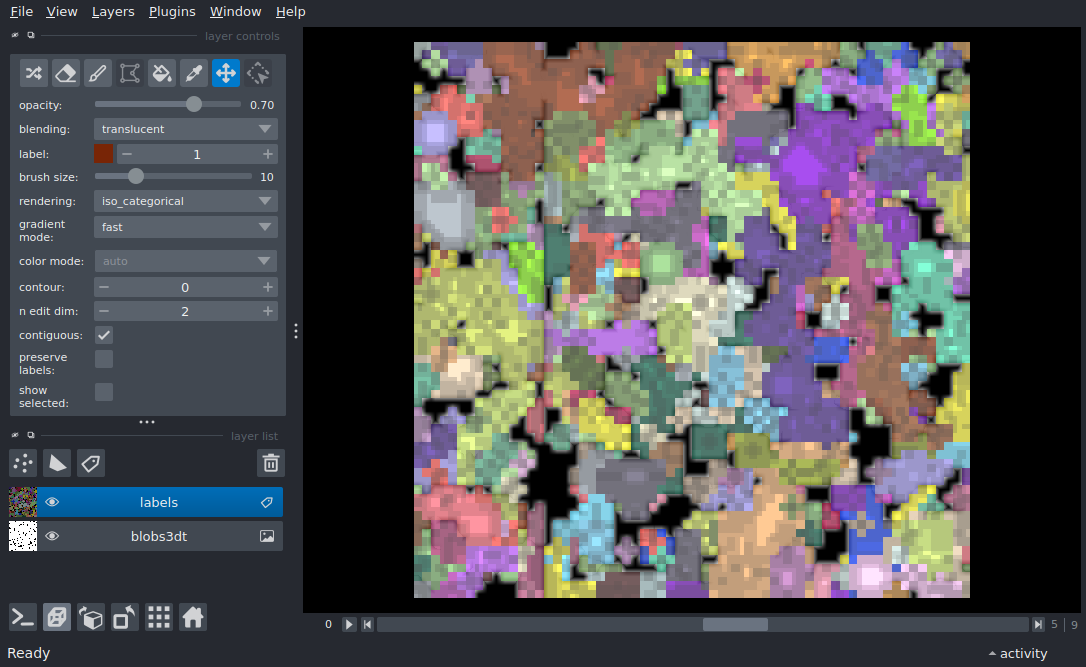 File View Layers Plugins Window Help
layer controls
opacity: 0.70
blending: translucent
label: 1
brush size: 10
rendering: iso_categorical
gradient
mode: fast
color mode: auto
contour: 0
n edit dim: 2
contiguous:
preserve
labels:
show
selected:
layer list
labels
blobs3dt
0 5 9
Ready activity